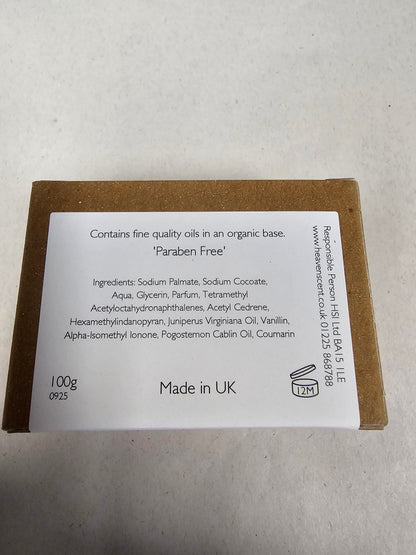 Contains fine quality oils in an organic base.
'Paraben Free'
Ingredients: Sodium Palmate, Sodium Cocoate,
Aqua, Glycerin, Parfum, Tetramethyl
Acetyloctahydronaphthalenes, Acetyl Cedrene,
Hexamethylindanopyran, Juniperus Virginiana Oil, Vanillin,
Alpha-Isomethyl Ionone, Pogostemon Cablin Oil, Coumarin
100g
0925
Made in UK
12M
Responsible Person HSI Ltd BA15 1LE
www.heavenscent.co.uk 01225 868788